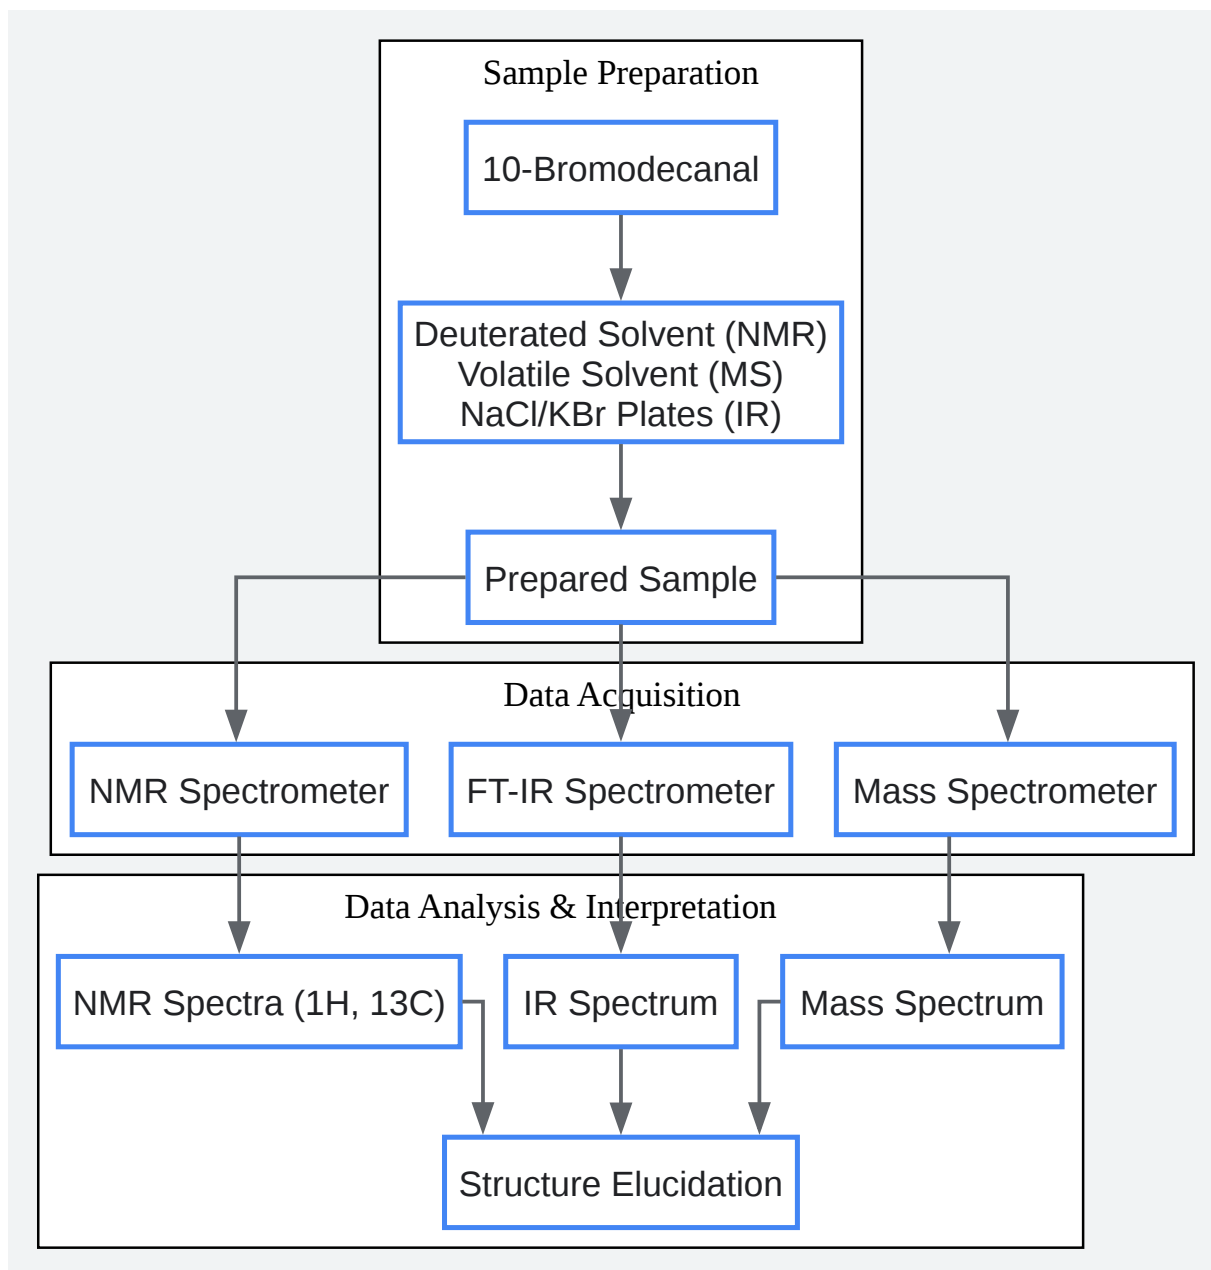 Sample Preparation
10-Bromodecanal
Deuterated Solvent (NMR)
Volatile Solvent (MS)
NaCl/KBr Plates (IR)
Prepared Sample
Data Acquisition
NMR Spectrometer
FT-IR Spectrometer
Mass Spectrometer
Data Analysis & Interpretation
NMR Spectra (1H, 13C)
IR Spectrum
Mass Spectrum
Structure Elucidation